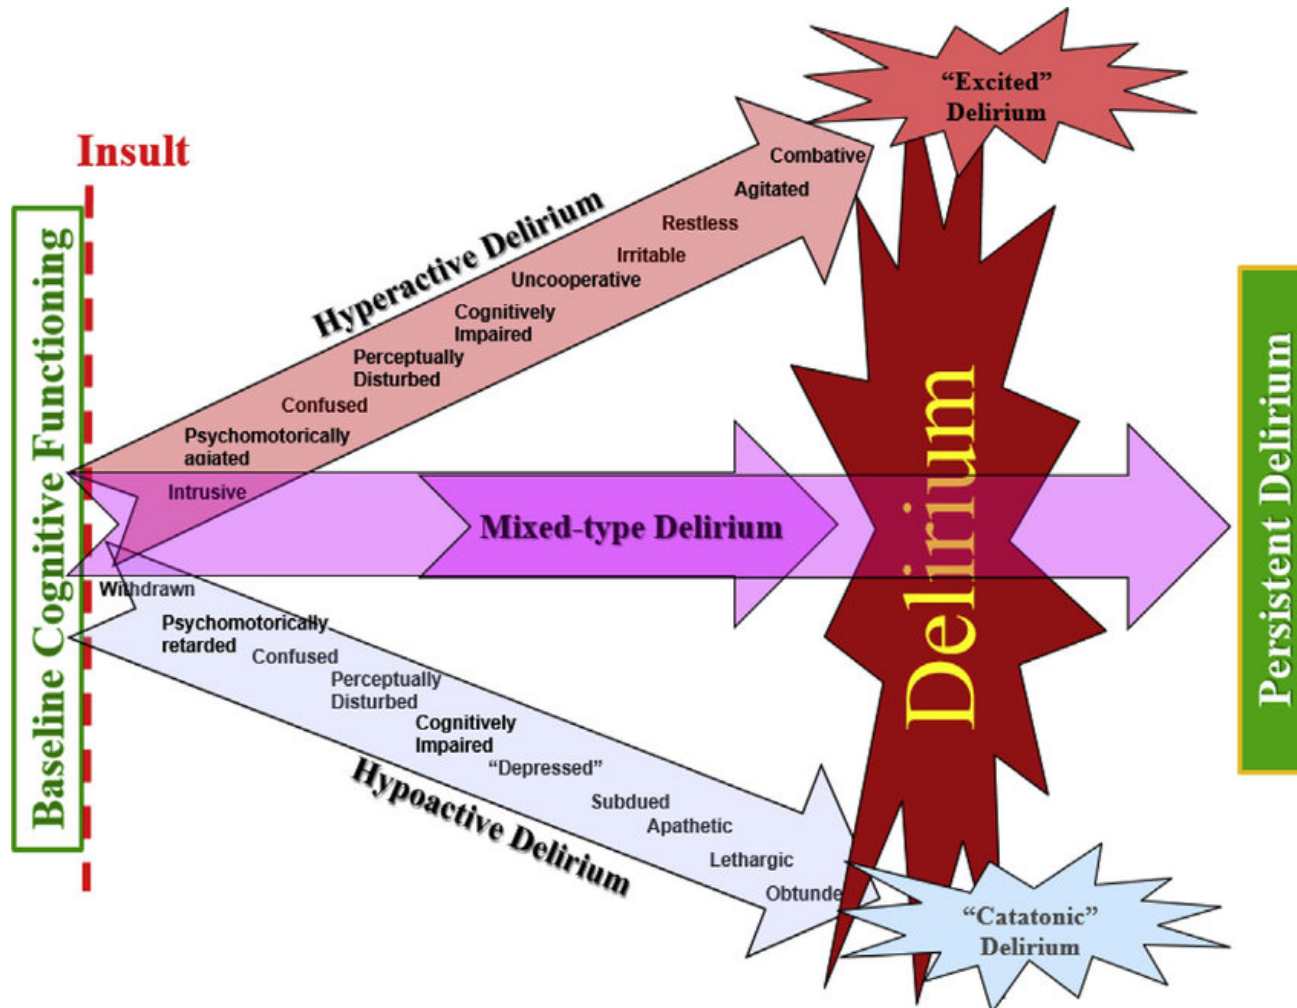 “Excited”
Delirium
Insult
Combative
Agitated
Restless
Irritable
Uncooperative
Cognitively
Impaired
Perceptually
Disturbed
Confused
Psychomotorically
agiated
Intrusive
Hyperactive Delirium
Baseline Cognitive Functioning
Mixed-type Delirium
Delirium
Persistent Delirium
Withdrawn
Psychomotorically
retarded
Confused
Perceptually
Disturbed
Cognitively
Impaired
“Depressed”
Subdued
Apathetic
Lethargic
Obtunde
Hypoactive Delirium
“Catatonic”
Delirium